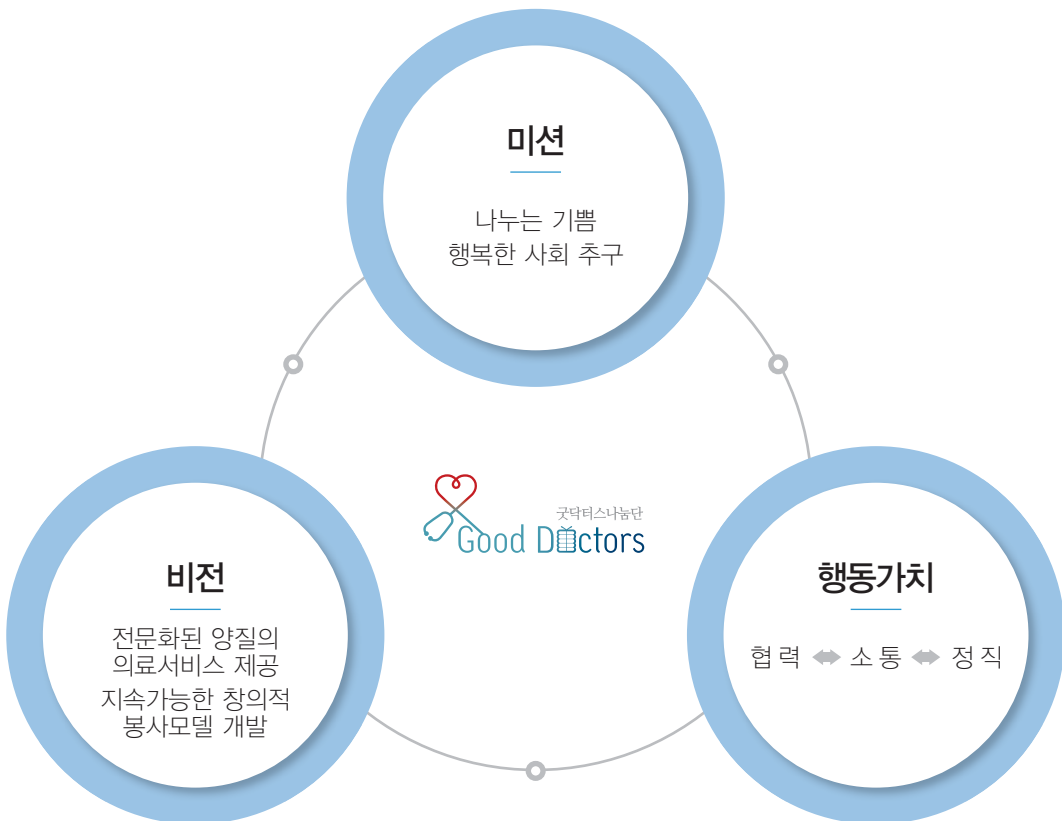 미션
나누는 기쁨
행복한 사회 추구
굿닥터스나눔단
Good Doctors
비전
전문화된 양질의
의료서비스 제공
지속가능한 창의적
봉사모델 개발
행동가치
협력 소통 정직